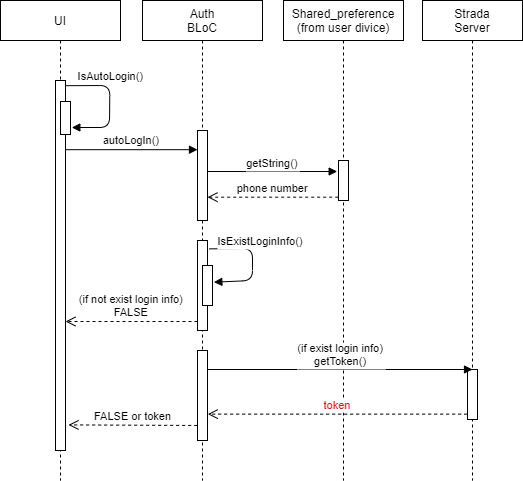 UI
Auth
BLoC
Shared_preference
(from user divice)
Strada
Server
IsAutoLogin()
autoLogIn()
getString()
phone number
IsExistLoginInfo()
(if not exist login info)
FALSE
(if exist login info)
getToken()
token
FALSE or token